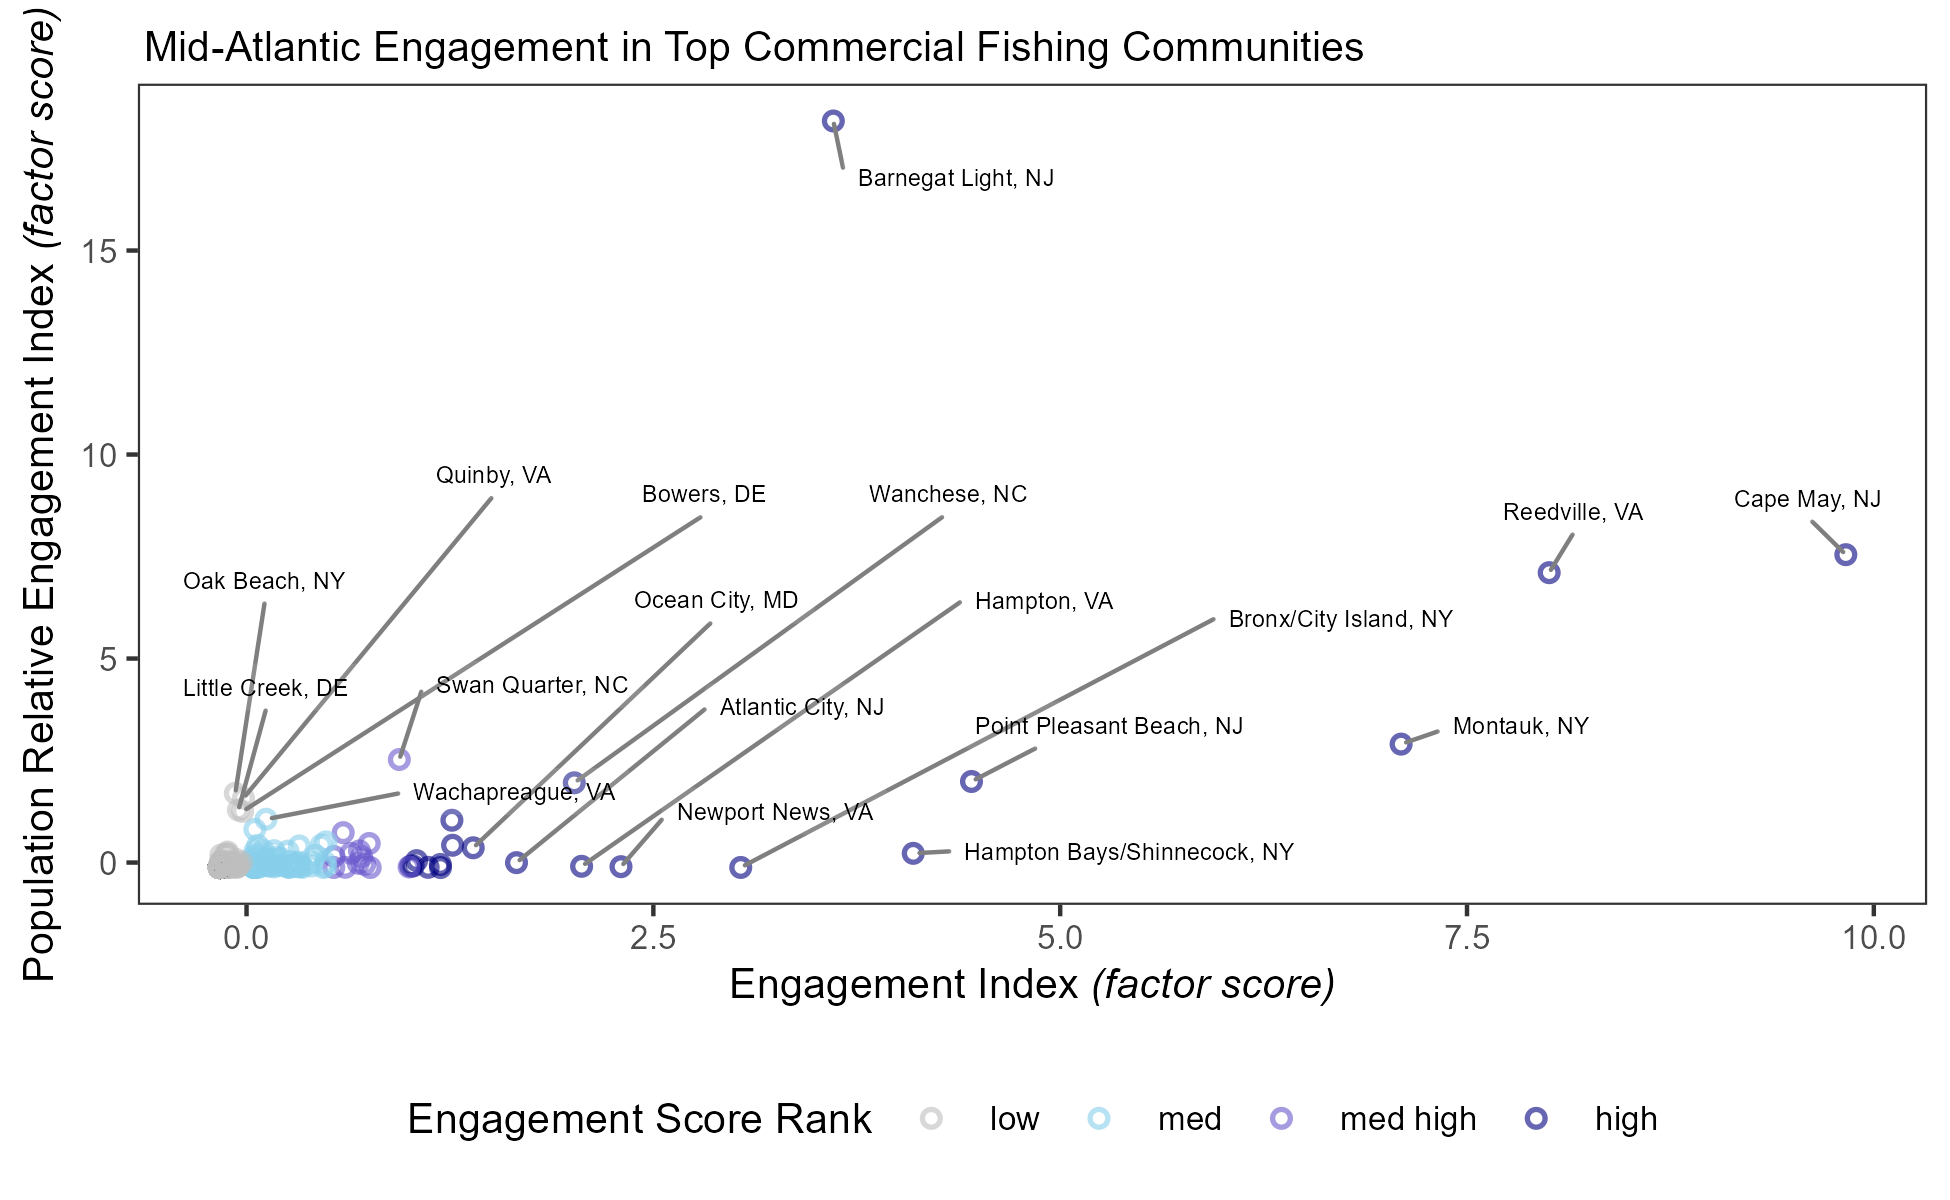 Mid-Atlantic Engagement in Top Commercial Fishing Communities
Population Relative Engagement Index (factor score)
15
10
5
0
Barnegat Light, NJ
Quinby, VA
Bowers, DE
Wanchese, NC
Reedville, VA
Cape May, NJ
Oak Beach, NY
Ocean City, MD
Hampton, VA
Bronx/City Island, NY
Little Creek, DE
Swan Quarter, NC
Atlantic City, NJ
Point Pleasant Beach, NJ
Montauk, NY
Wachapreague, VA
Newport News, VA
Hampton Bays/Shinnecock, NY
0.0
2.5
5.0
7.5
10.0
Engagement Index (factor score)
Engagement Score Rank
low
med
med high
high